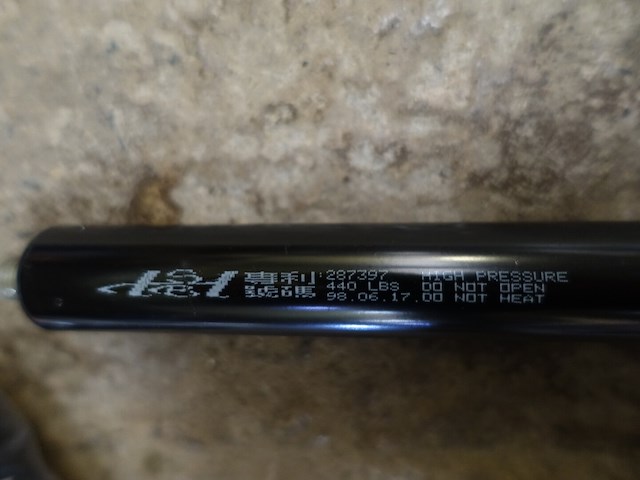 專利:287397 HIGH PRESSURE
號碼 440 LBS DO NOT OPEN
98.06.17.DO NOT HEAT